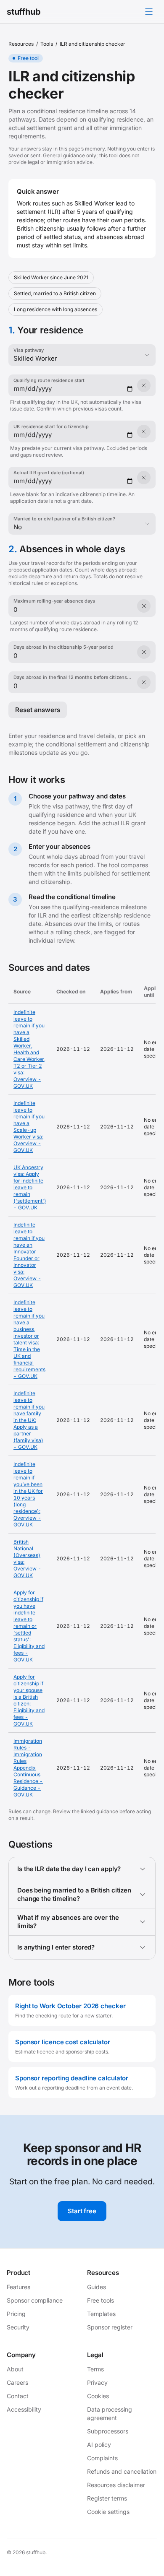 stuffhub
Resources / Tools / ILR and citizenship checker
Free tool
ILR and citizenship
checker
Plan a conditional residence timeline across 14
pathways. Dates depend on qualifying residence, an
actual settlement grant and any good immigration
requirements.
Your answers stay in this page's memory. Nothing you enter is
saved or sent. General guidance only; this tool does not
provide legal or immigration advice.
Quick answer
Work routes such as Skilled Worker lead to
settlement (ILR) after 5 years of qualifying
residence; other routes have their own rules.
British citizenship usually follows after a further
period of settled status, and absences abroad
must stay within set limits.
Skilled Worker since June 2021
Settled, married to a British citizen
Long residence with long absences
1. Your residence
Visa pathway
Skilled Worker
Qualifying route residence start
mm/dd/yyyy
First qualifying day in the UK, not automatically the visa
issue date. Confirm which previous visas count.
UK residence start for citizenship
mm/dd/yyyy
May predate your current visa pathway. Excluded periods
and gaps need review.
Actual ILR grant date (optional)
mm/dd/yyyy
Leave blank for an indicative citizenship timeline. An
application date is not a grant date.
Married to or civil partner of a British citizen?
No
2. Absences in whole days
Use your travel records for the periods ending on your
proposed application dates. Count whole days abroad;
exclude departure and return days. Totals alone cannot test
historical rules or exceptions.
Maximum rolling-year absence days
0
Largest number of whole days abroad in any rolling 12
months of qualifying route residence.
Days abroad in the citizenship 5-year period
0
Days abroad in the final 12 months before citizens...
0
Reset answers
Enter your residence and travel details, or pick an
example; the conditional settlement and citizenship
milestones update as you go.
How it works
1
Choose your pathway and dates
Pick the visa pathway, the first day of
qualifying residence and when your UK
residence began. Add the actual ILR grant
date if you have one.
2
Enter your absences
Count whole days abroad for your travel
records for each period. The tool compares
them with the limits published for settlement
or citizenship.
3
Read the conditional timeline
You see the earliest milestone for
settlement and for citizenship, any absence
warnings and notes where a rolling-year
check, not changed, are flagged for
individual review.
Sources and dates
Source Checked on Applies from
Indefinite leave to remain if you have a Skilled Worker, Health and Care Worker, T2 or Tier 2 visa: Overview - GOV.UK 2026-11-12 2026-11-12
Indefinite leave to remain if you have a Scale-up Worker visa: Overview - GOV.UK 2026-11-12 2026-11-12
UK Ancestry visa: Apply for indefinite leave to remain ("settlement") - GOV.UK 2026-11-12 2026-11-12
Indefinite leave to remain if you have an Innovator Founder or Innovator visa: Overview - GOV.UK 2026-11-12 2026-11-12
Indefinite leave to remain if you have a business, investor or talent visa: Time in the UK and financial requirements - GOV.UK 2026-11-12 2026-11-12
Indefinite leave to remain if you have family in the UK: Apply as a partner (family visa) - GOV.UK 2026-11-12 2026-11-12
Indefinite leave to remain if you've been in the UK for 10 years (long residence): Overview - GOV.UK 2026-11-12 2026-11-12
British National (Overseas) visa: Overview - GOV.UK 2026-11-12 2026-11-12
Apply for citizenship if you have indefinite leave to remain or 'settled status': Eligibility and fees - GOV.UK 2026-11-12 2026-11-12
Apply for citizenship if your spouse is a British citizen: Eligibility and fees - GOV.UK 2026-11-12 2026-11-12
Immigration Rules - Immigration Rules Appendix Continuous Residence - Guidance - GOV.UK 2026-11-12 2026-11-12
Rules can change. Review the linked guidance before acting
on a result.
Questions
Is the ILR date the day I can apply?
Does being married to a British citizen
change the timeline?
What if my absences are over the
limits?
Is anything I enter stored?
More tools
Right to Work October 2026 checker
Find the checking route for a new starter.
Sponsor licence cost calculator
Estimate licence and sponsorship costs.
Sponsor reporting deadline calculator
Work out a reporting deadline from an event date.
Keep sponsor and HR
records in one place
Start on the free plan. No card needed.
Start free
Product
Features
Sponsor compliance
Pricing
Security
Resources
Guides
Free tools
Templates
Sponsor register
Company
About
Careers
Contact
Accessibility
Legal
Terms
Privacy
Cookies
Data processing
agreement
Subprocessors
AI policy
Complaints
Refunds and cancellation
Resources disclaimer
Register terms
Cookie settings
© 2026 stuffhub.